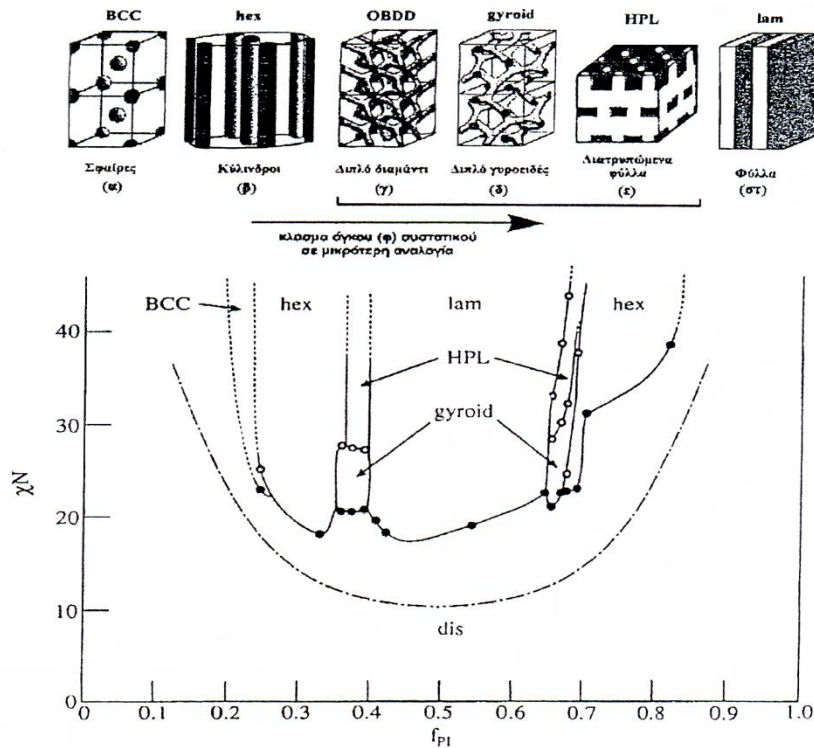 BCC hex OBDD gyroid HPL lam
Σφαίρες Κύλινδροι Διπλό διαμάντι Διπλό γυροειδές Διατρυπώμενα φύλλα Φύλλα
(α) (β) (γ) (δ) (ε) (στ)
κλάσμα όγκου (φ) συστατικού
σε μικρότερη αναλογία
BCC hex lam hex
40
HPL
30
gyroid
χN
20
10
dis
0
0 0.1 0.2 0.3 0.4 0.5 0.6 0.7 0.8 0.9 1.0
fPI